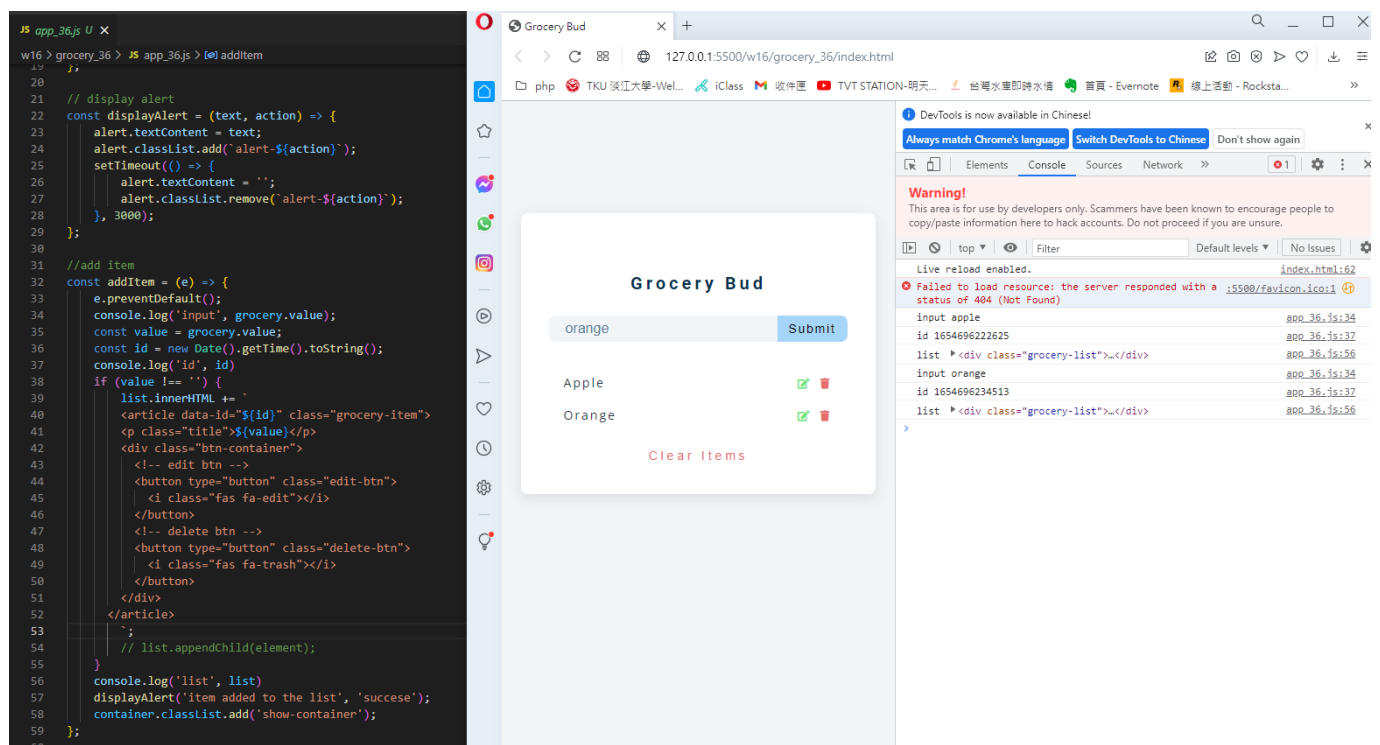 JS app_36.js U ×
w16 > grocery_36 > JS app_36.js > addItem
19 };
20
21 // display alert
22 const displayAlert = (text, action) => {
23 alert.textContent = text;
24 alert.classList.add(`alert-${action}`);
25 setTimeout(() => {
26 alert.textContent = '';
27 alert.classList.remove(`alert-${action}`);
28 }, 3000);
29 };
30
31 //add item
32 const addItem = (e) => {
33 e.preventDefault();
34 console.log('input', grocery.value);
35 const value = grocery.value;
36 const id = new Date().getTime().toString();
37 console.log('id', id)
38 if (value !== '') {
39 list.innerHTML += `
40 <article data-id="${id}" class="grocery-item">
41 <p class="title">${value}</p>
42 <div class="btn-container">
43 <!-- edit btn -->
44 <button type="button" class="edit-btn">
45 <i class="fas fa-edit"></i>
46 </button>
47 <!-- delete btn -->
48 <button type="button" class="delete-btn">
49 <i class="fas fa-trash"></i>
50 </button>
51 </div>
52 </article>
53 `;
54 // list.appendChild(element);
55 }
56 console.log('list', list)
57 displayAlert('item added to the list', 'succese');
58 container.classList.add('show-container');
59 };
Grocery Bud
127.0.0.1:5500/w16/grocery_36/index.html
php TKU 淡江大學-Wel... iClass 收件匣 TVT STATION-明天... 台灣水庫即時水情 首頁 - Evernote 線上活動 - Rocksta... »
Grocery Bud
orange Submit
Apple
Orange
Clear Items
DevTools is now available in Chinese!
Always match Chrome's language Switch DevTools to Chinese Don't show again
Elements Console Sources Network » 1
Warning!
This area is for use by developers only. Scammers have been known to encourage people to
copy/paste information here to hack accounts. Do not proceed if you are unsure.
top ▼ Filter Default levels ▼ No Issues
Live reload enabled. index.html:62
Failed to load resource: the server responded with a :5500/favicon.ico:1
status of 404 (Not Found)
input apple app_36.js:34
id 1654696222625 app_36.js:37
list ▶<div class="grocery-list">…</div> app_36.js:56
input orange app_36.js:34
id 1654696234513 app_36.js:37
list ▶<div class="grocery-list">…</div> app_36.js:56
>